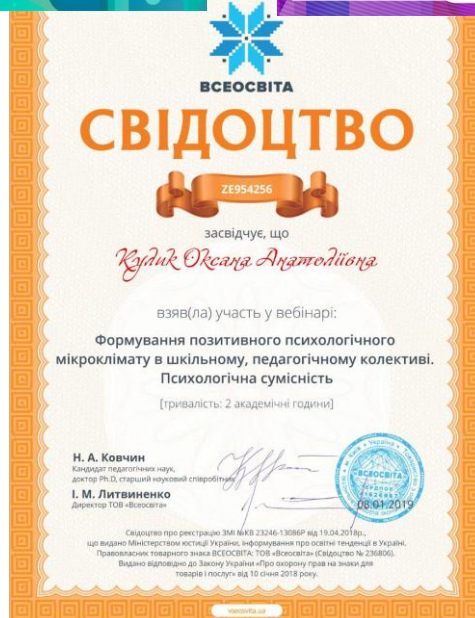 ВСЕОСВІТА
СВІДОЦТВО
ZE954256
засвідчує, що
Кулик Оксана Анатоліївна
взяв(ла) участь у вебінарі:
Формування позитивного психологічного
мікроклімату в шкільному, педагогічному колективі.
Психологічна сумісність
[тривалість: 2 академічні години]
Н. А. Ковчин
Кандидат педагогічних наук,
доктор Ph.D, старший науковий співробітник
І. М. Литвиненко
Директор ТОВ «Всеосвіта»
ВСЕОСВІТА
08.01.2019
Свідоцтво про реєстрацію ЗМІ №КВ 23246-13086Р від 19.04.2018р.,
що видано Міністерством юстиції України, інформування про освітні тенденції в Україні.
Правовласник товарного знака ВСЕОСВІТА: ТОВ «Всеосвіта» (Свідоцтво № 236806).
Видано відповідно до Закону України «Про охорону прав на знаки для
товарів і послуг» від 10 січня 2018 року.
vseosvita.ua